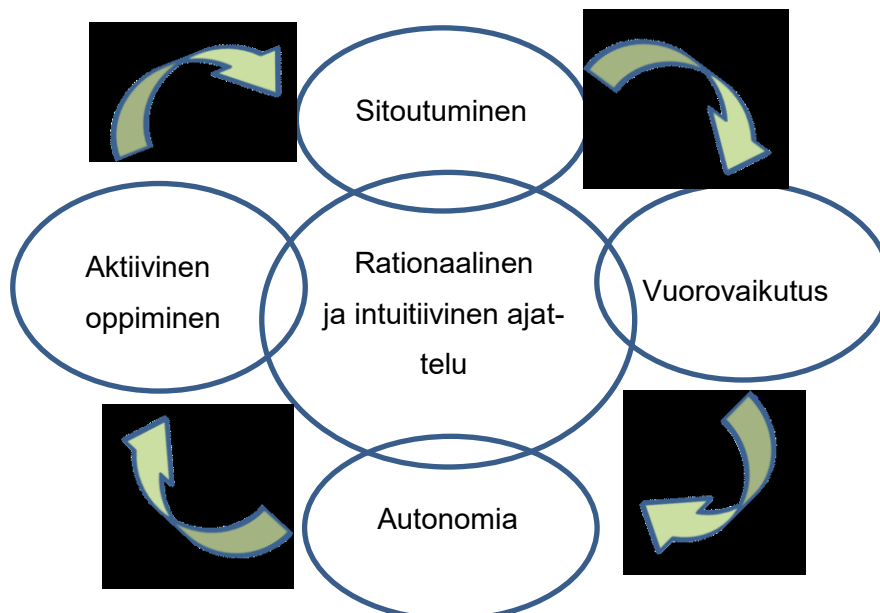 Sitoutuminen
Aktiivinen
oppiminen
Rationaalinen
ja intuitiivinen ajat-
telu
Vuorovaikutus
Autonomia